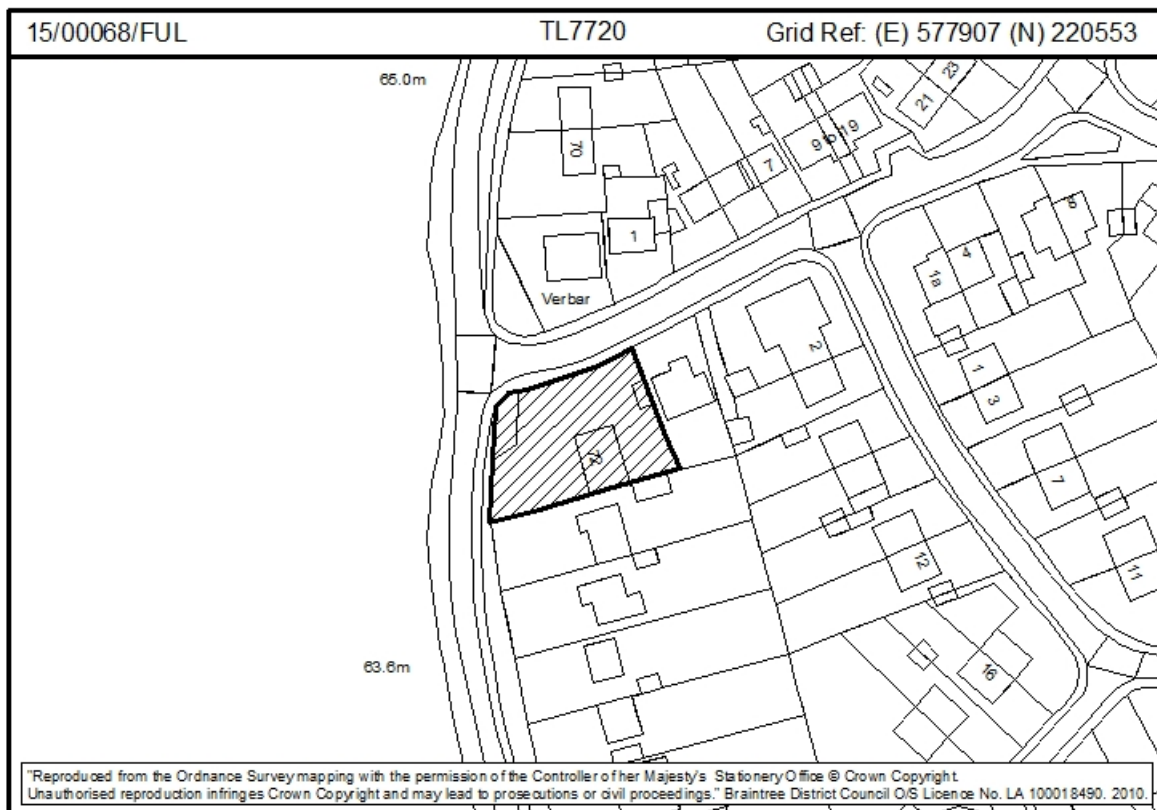 15/00068/FUL TL7720 Grid Ref: (E) 577907 (N) 220553
65.0m
23
21
9 to 19
70
7
8
1
4
1a
Verbar
2
1
3
72
7
12
11
63.6m
16
"Reproduced from the Ordnance Survey mapping with the permission of the Controller of her Majesty's Stationery Office © Crown Copyright.
Unauthorised reproduction infringes Crown Copyright and may lead to prosecutions or civil proceedings." Braintree District Council O/S Licence No. LA 100018490. 2010.